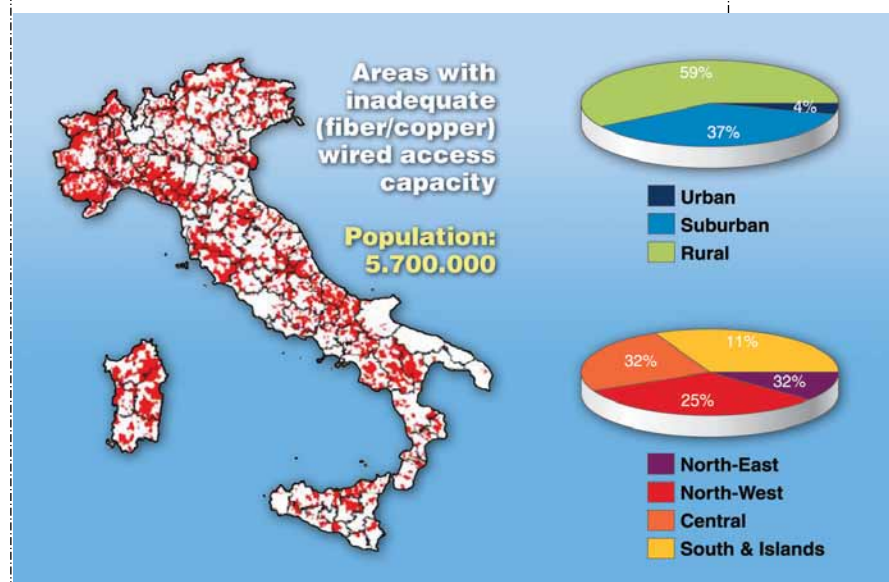 Areas with
inadequate
(fiber/copper)
wired access
capacity
Population:
5.700.000
59%
4%
37%
Urban
Suburban
Rural
11%
32%
32%
25%
North-East
North-West
Central
South & Islands